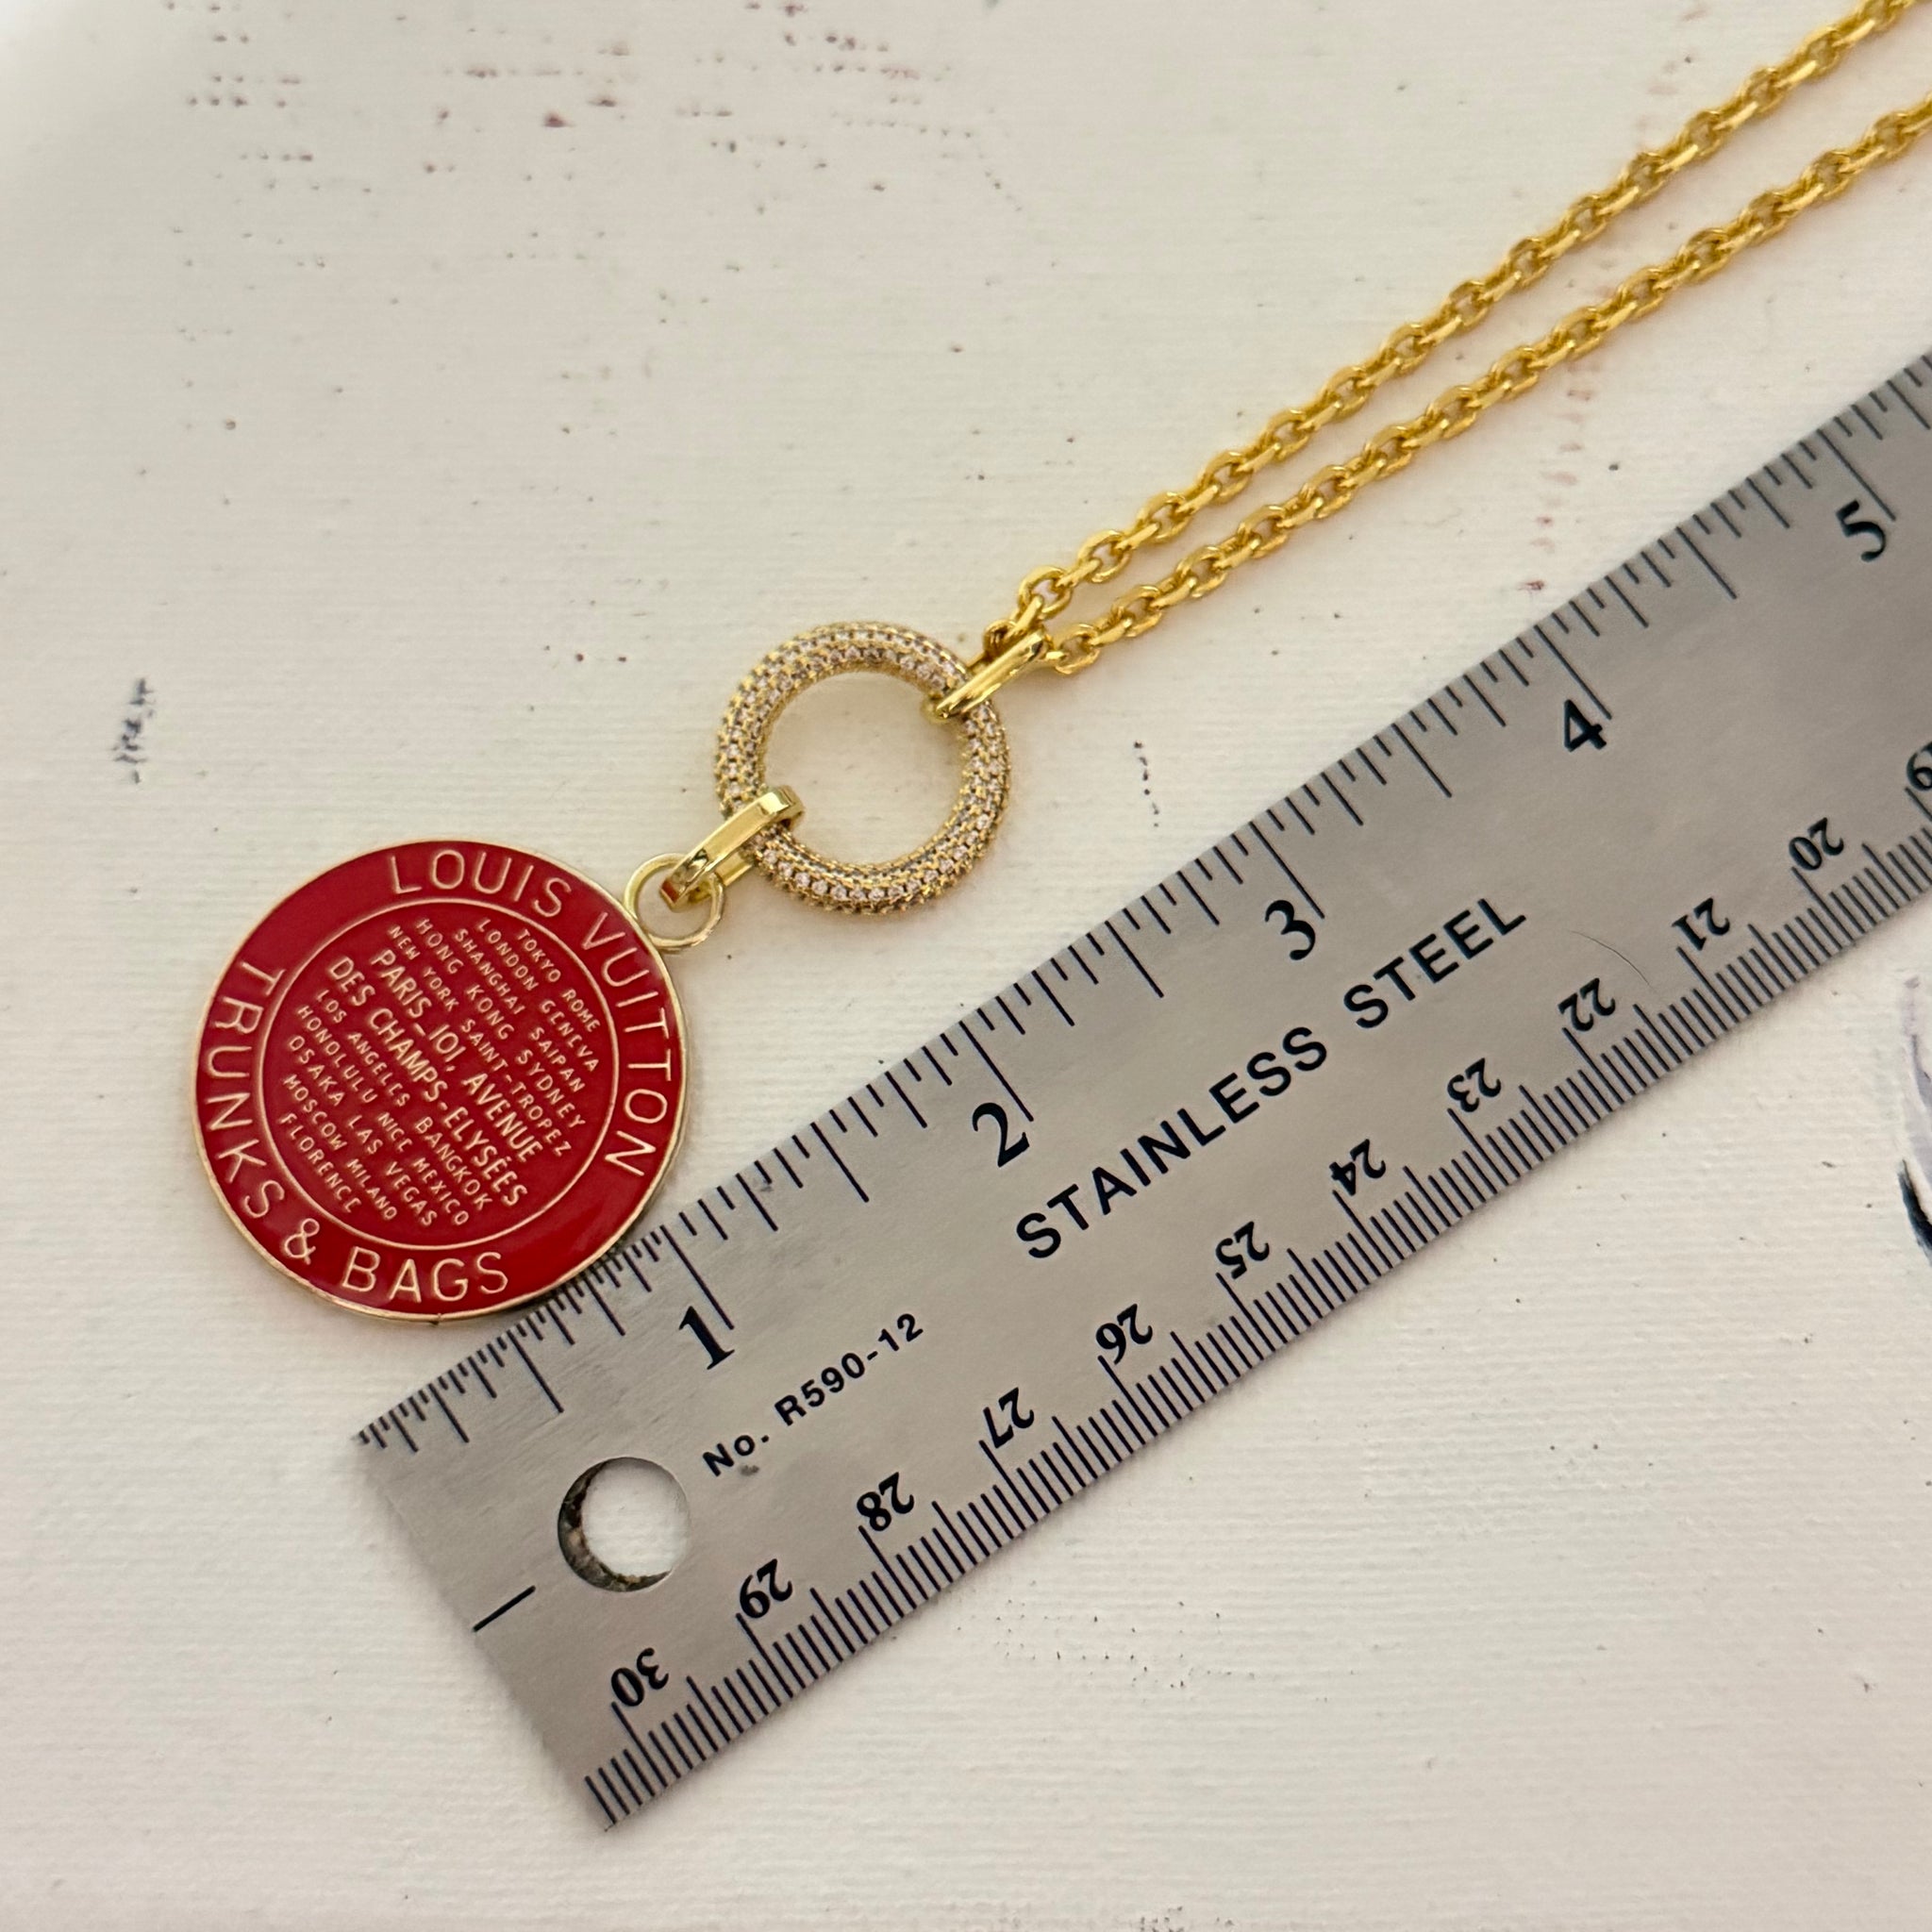 LOUIS VUITTON
TRUNKS & BAGS
TOKYO ROME
LONDON GENEVA
SHANGHAI SAIPAN
HONG KONG SYDNEY
NEW YORK SAINT-TROPEZ
PARIS_101, AVENUE
DES CHAMPS-ELYSÉES
LOS ANGELES BANGKOK
HONOLULU NICE MEXICO
OSAKA LAS VEGAS
MOSCOW MILANO
FLORENCE
1 2 3 4 5
STAINLESS STEEL
No. R590-12
30 29 28 27 26 25 24 23 22 21 20 19